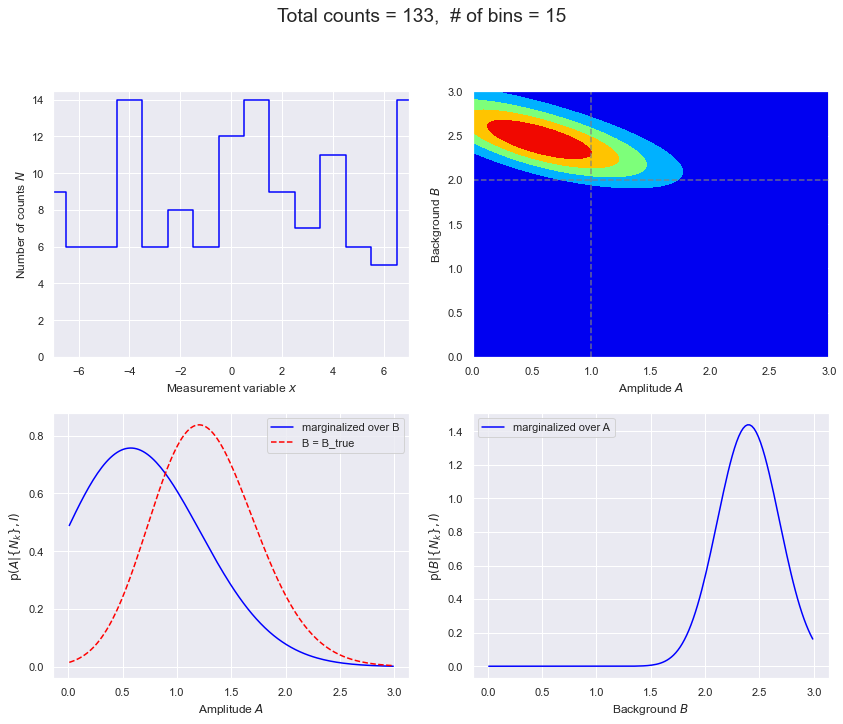 Total counts = 133,  # of bins = 15
Number of counts N
14
12
10
8
6
4
2
0
−6 −4 −2 0 2 4 6
Measurement variable x
Background B
3.0
2.5
2.0
1.5
1.0
0.5
0.0
0.0 0.5 1.0 1.5 2.0 2.5 3.0
Amplitude A
p(A|{N_k}, I)
0.8
0.6
0.4
0.2
0.0
marginalized over B
B = B_true
0.0 0.5 1.0 1.5 2.0 2.5 3.0
Amplitude A
p(B|{N_k}, I)
1.4
1.2
1.0
0.8
0.6
0.4
0.2
0.0
marginalized over A
0.0 0.5 1.0 1.5 2.0 2.5 3.0
Background B